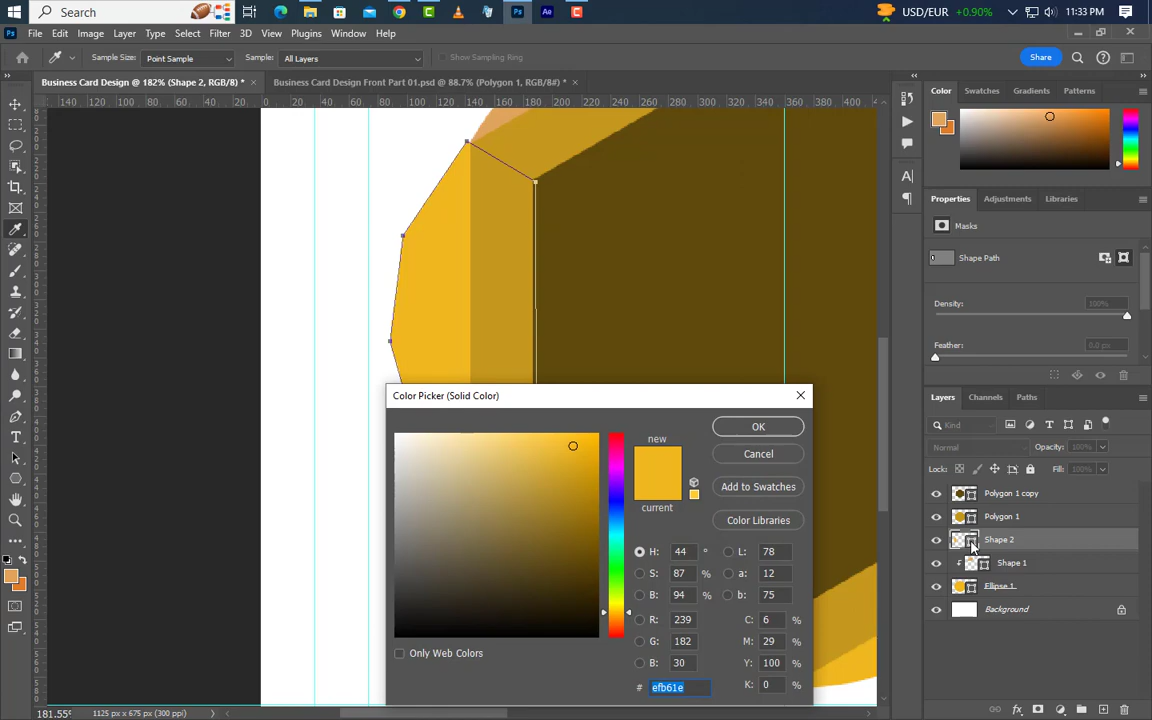 Search
USD/EUR +0.90% 11:33 PM
File Edit Image Layer Type Select Filter 3D View Plugins Window Help
Sample Size: Point Sample Sample: All Layers Show Sampling Ring Share
Business Card Design @ 182% (Shape 2, RGB/8) * × Business Card Design Front Part 01.psd @ 88.7% (Polygon 1, RGB/8#) * ×
140 120 100 80 60 40 20 0 20 40 60 80 100 120 140 160 180 200 220 240 260 280 300 320 340 360 380 400
Color Swatches Gradients Patterns
Properties Adjustments Libraries
Masks
Shape Path
Density: 100%
Feather: 0.0 px
Color Picker (Solid Color)
new
current
OK
Cancel
Add to Swatches
Color Libraries
H: 44 ° L: 78
S: 87 % a: 12
B: 94 % b: 75
R: 239 C: 6 %
G: 182 M: 29 %
B: 30 Y: 100 %
# efb61e K: 0 %
Only Web Colors
Layers Channels Paths
Kind
Normal Opacity: 100%
Lock: Fill: 100%
Polygon 1 copy
Polygon 1
Shape 2
Shape 1
Ellipse 1
Background
181.55% 1125 px x 675 px (300 ppi)